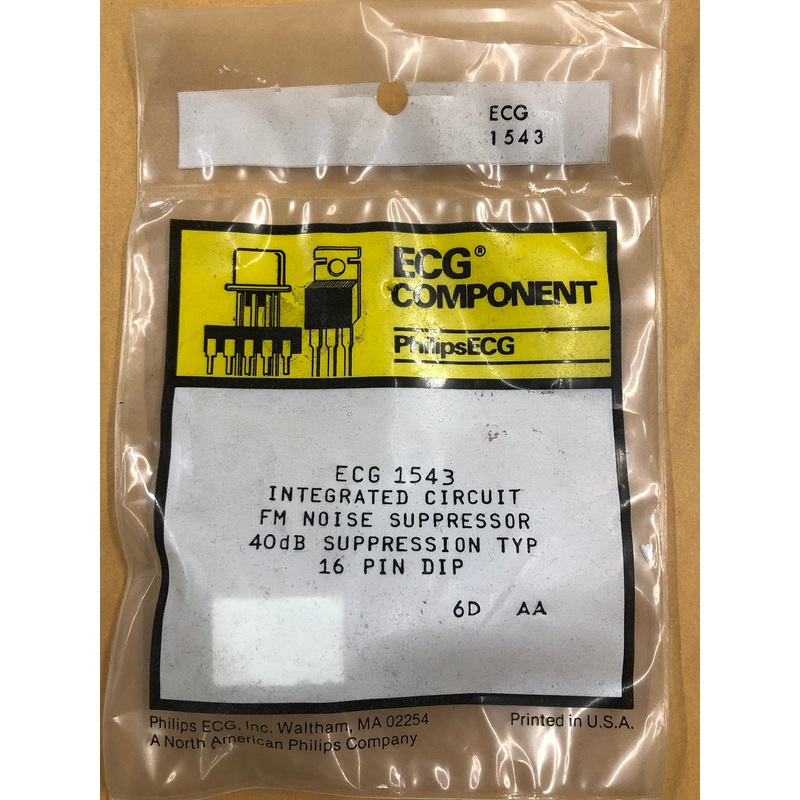 ECG
1543
ECG®
COMPONENT
PhilipsECG
ECG 1543
INTEGRATED CIRCUIT
FM NOISE SUPPRESSOR
40dB SUPPRESSION TYP
16 PIN DIP
6D AA
Philips ECG, Inc. Waltham, MA 02254
A North American Philips Company
Printed in U.S.A.